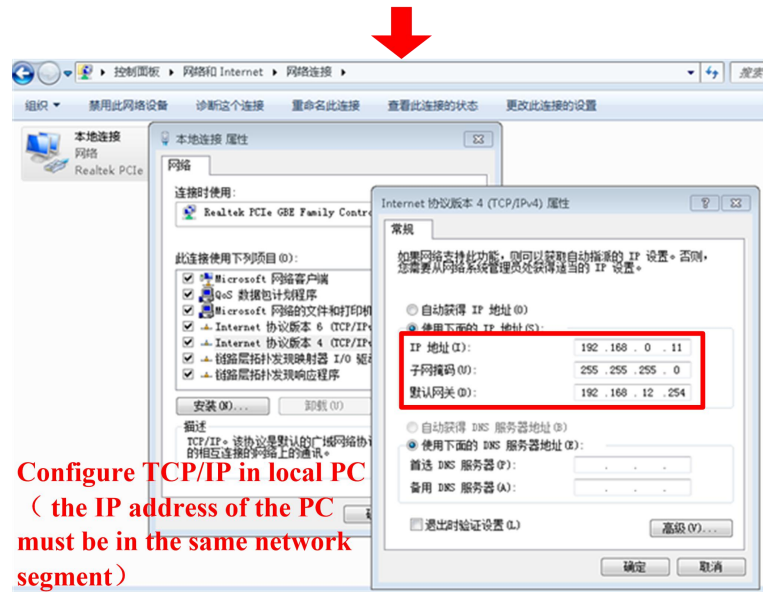 控制面板 ▸ 网络和 Internet ▸ 网络连接 ▸
搜索
组织 禁用此网络设备 诊断这个连接 重命名此连接 查看此连接的状态 更改此连接的设置
本地连接
网络
Realtek PCIe
本地连接 属性
网络
连接时使用:
Realtek PCIe GBE Family Contro
此连接使用下列项目(O):
Microsoft 网络客户端
QoS 数据包计划程序
Microsoft 网络的文件和打印机
Internet 协议版本 6 (TCP/IPv
Internet 协议版本 4 (TCP/IPv
链路层拓扑发现映射器 I/O 驱动
链路层拓扑发现响应程序
安装(N)... 卸载(U)
描述
TCP/IP。该协议是默认的广域网络协议
的相互连接的网络上的通讯。
Internet 协议版本 4 (TCP/IPv4) 属性
常规
如果网络支持此功能，则可以获取自动指派的 IP 设置。否则，
您需要从网络系统管理员处获得适当的 IP 设置。
自动获得 IP 地址(O)
使用下面的 IP 地址(S):
IP 地址(I): 192 .168 . 0 . 11
子网掩码(U): 255 .255 .255 . 0
默认网关(D): 192 .168 . 12 .254
自动获得 DNS 服务器地址(B)
使用下面的 DNS 服务器地址(E):
首选 DNS 服务器(P):
备用 DNS 服务器(A):
退出时验证设置(L)
高级(V)...
确定 取消
Configure TCP/IP in local PC
（ the IP address of the PC
must be in the same network
segment）